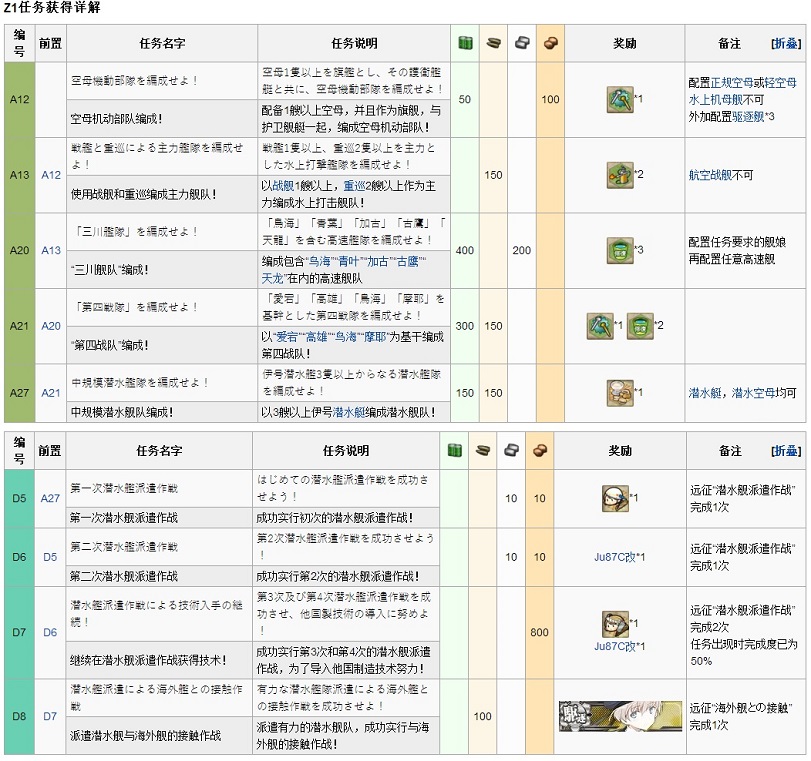 Z1任务获得详解
编号 前置 任务名字 任务说明 奖励 备注 [折叠]
A12
空母機動部隊を編成せよ!
空母1隻以上を旗艦とし、その護衛艦
艇と共に、空母機動部隊を編成せよ!
空母机动部队编成!
配备1艘以上空母，并且作为旗舰，与
护卫舰艇一起，编成空母机动部队!
50
100
*1
配置正规空母或轻空母
水上机母舰不可
外加配置驱逐舰*3
A13
A12
戦艦と重巡による主力艦隊を編成せ
よ!
戦艦1隻以上、重巡2隻以上を主力と
した水上打撃艦隊を編成せよ!
使用战舰和重巡编成主力舰队!
以战舰1艘以上，重巡2艘以上作为主
力编成水上打击舰队!
150
*2
航空战舰不可
A20
A13
「三川艦隊」を編成せよ!
「鳥海」「青葉」「加古」「古鷹」「
天龍」を含む高速艦隊を編成せよ!
“三川舰队”编成!
编成包含“鸟海”“青叶”“加古”“古鹰”“
天龙”在内的高速舰队
400
200
*3
配置任务要求的舰娘
再配置任意高速舰
A21
A20
「第四戦隊」を編成せよ!
「愛宕」「高雄」「鳥海」「摩耶」を
基幹とした第四戦隊を編成せよ!
“第四战队”编成!
以“爱宕”“高雄”“鸟海”“摩耶”为基干编成
第四战队!
300
150
*1
*2
A27
A21
中規模潜水艦隊を編成せよ!
伊号潜水艦3隻以上からなる潜水艦隊
を編成せよ!
中规模潜水舰队编成!
以3艘以上伊号潜水艇编成潜水舰队!
150
150
*1
潜水艇，潜水空母均可
编号 前置 任务名字 任务说明 奖励 备注 [折叠]
D5
A27
第一次潜水艦派遣作戦
はじめての潜水艦派遣作戦を成功さ
せよう!
第一次潜水舰派遣作战
成功实行初次的潜水舰派遣作战!
10
10
*1
远征“潜水舰派遣作战”
完成1次
D6
D5
第二次潜水艦派遣作戦
第2次潜水艦派遣作戦を成功させよう
!
第二次潜水舰派遣作战
成功实行第2次的潜水舰派遣作战!
10
10
Ju87C改*1
远征“潜水舰派遣作战”
完成1次
D7
D6
潜水艦派遣作戦による技術入手の継
続!
第3次及び第4次潜水艦派遣作戦を成
功させ、他国製技術の導入に努めよ
!
继续在潜水舰派遣作战获得技术!
成功实行第3次和第4次的潜水舰派遣
作战，为了导入他国制造技术努力!
800
*1
Ju87C改*1
远征“潜水舰派遣作战”
完成2次
任务出现时完成度已为
50%
D8
D7
潜水艦派遣による海外艦との接触作
戦
有力な潜水艦隊派遣による海外艦と
の接触作戦を成功せよ!
派遣潜水舰与海外舰的接触作战
派遣有力的潜水舰队，成功实行与海
外舰的接触作战!
100
远征“海外舰との接触”
完成1次